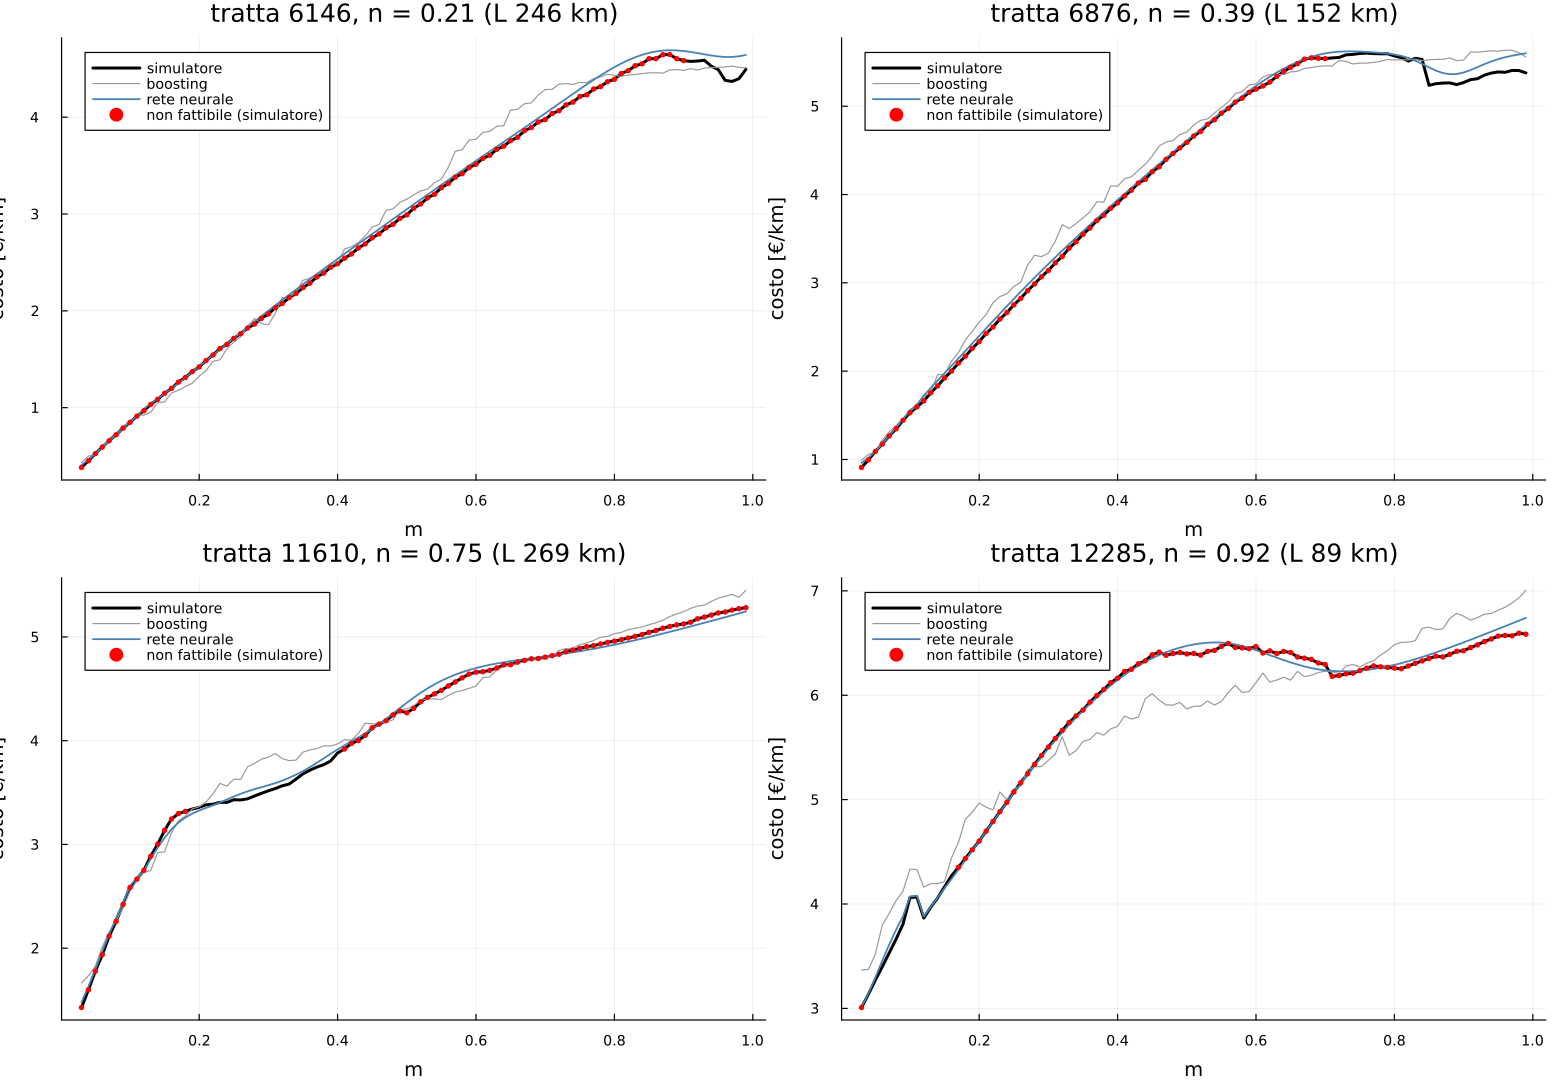 tratta 6146, n = 0.21 (L 246 km)
simulatore
boosting
rete neurale
non fattibile (simulatore)
4
3
2
1
0.2 0.4 0.6 0.8 1.0
m
tratta 6876, n = 0.39 (L 152 km)
simulatore
boosting
rete neurale
non fattibile (simulatore)
costo [€/km]
5
4
3
2
1
0.2 0.4 0.6 0.8 1.0
m
tratta 11610, n = 0.75 (L 269 km)
simulatore
boosting
rete neurale
non fattibile (simulatore)
5
4
3
2
0.2 0.4 0.6 0.8 1.0
m
tratta 12285, n = 0.92 (L 89 km)
simulatore
boosting
rete neurale
non fattibile (simulatore)
costo [€/km]
7
6
5
4
3
0.2 0.4 0.6 0.8 1.0
m